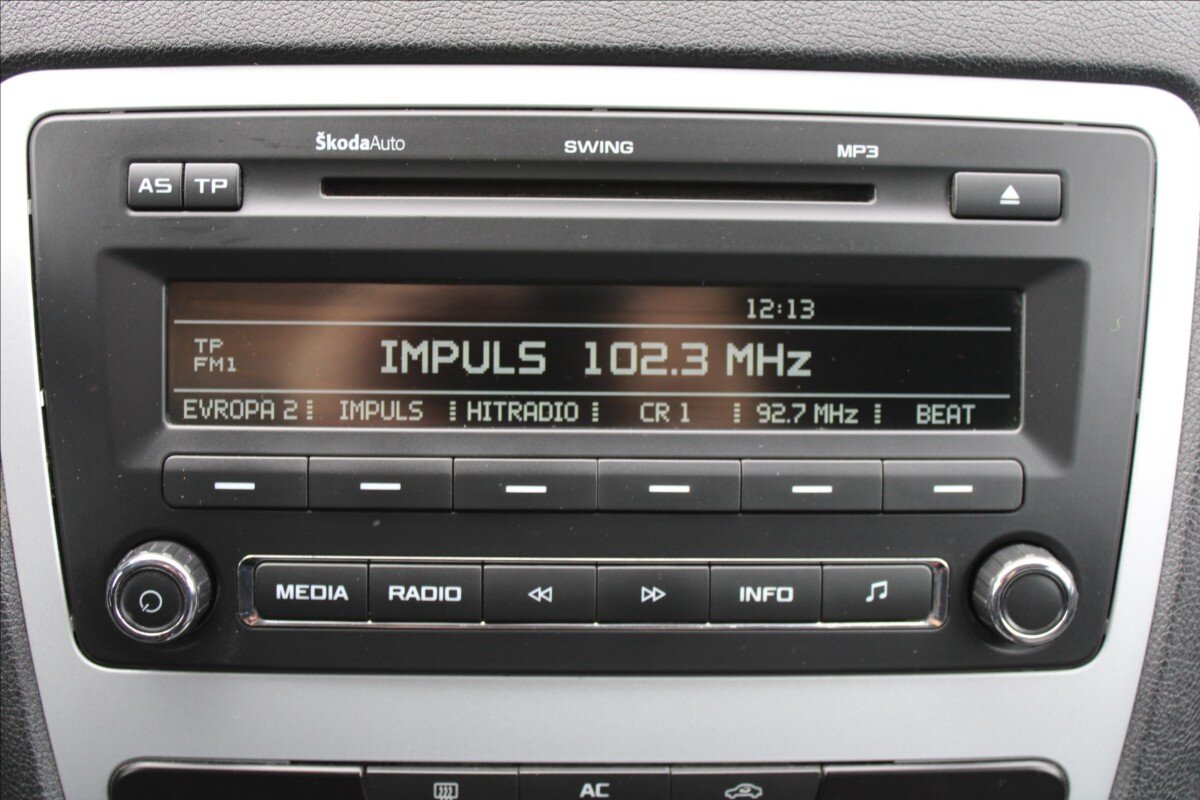 ŠkodaAuto SWING MP3
AS TP
12:13
TP
FM1
IMPULS 102.3 MHz
EVROPA 2 IMPULS HITRADIO CR 1 92.7 MHz BEAT
MEDIA RADIO INFO
AC